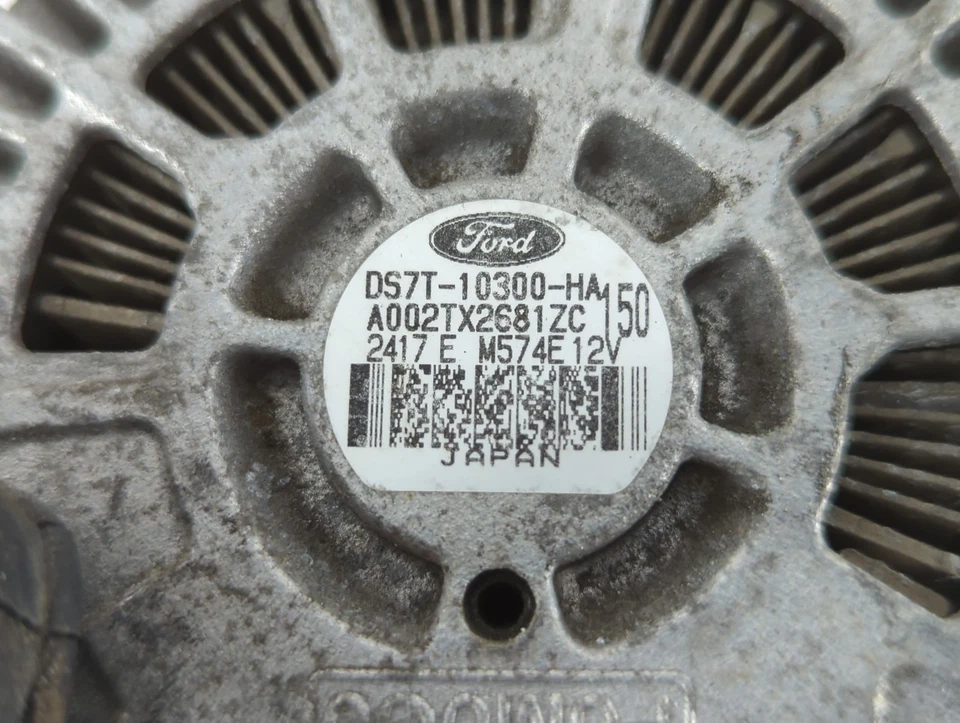 Ford
DS7T-10300-HA
A002TX2681ZC
150
2417 E M574E 12V
JAPAN